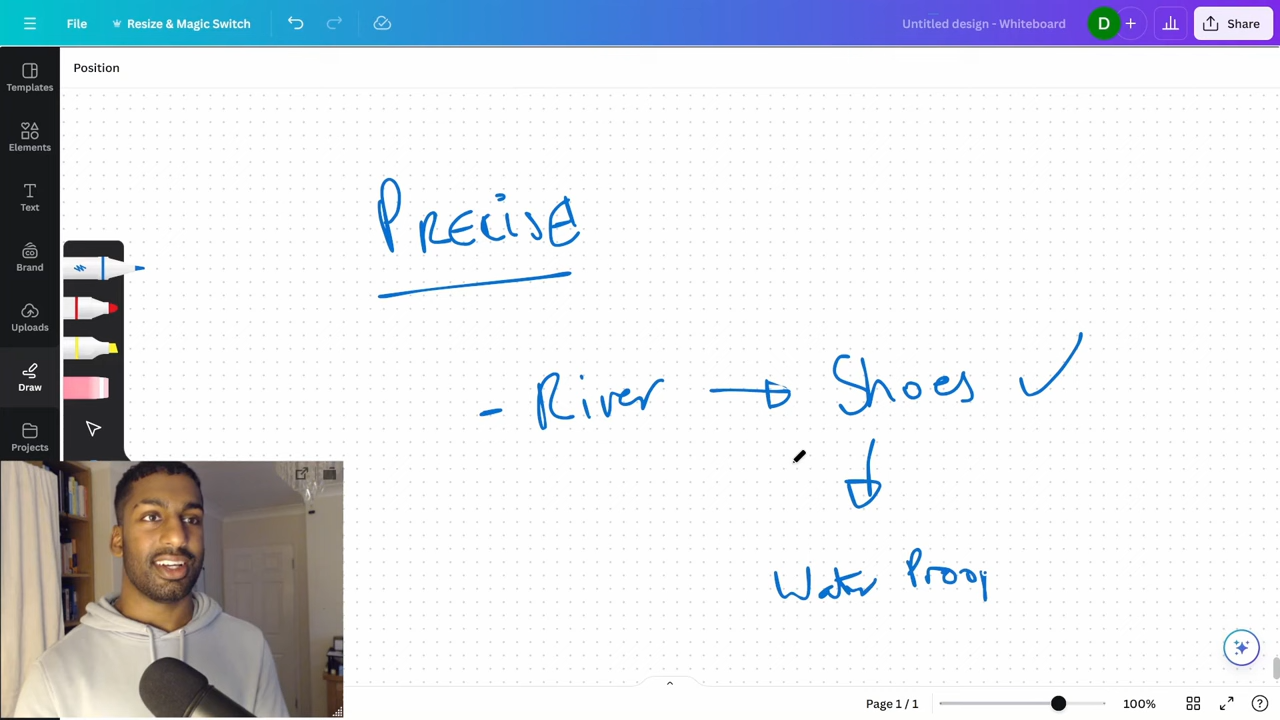 File
Resize & Magic Switch
Untitled design - Whiteboard
D
+
Share
Templates
Position
Elements
Text
Brand
Uploads
Draw
Projects
PRECISE
- River → Shoes ✓
Water Proof
Page 1 / 1
100%